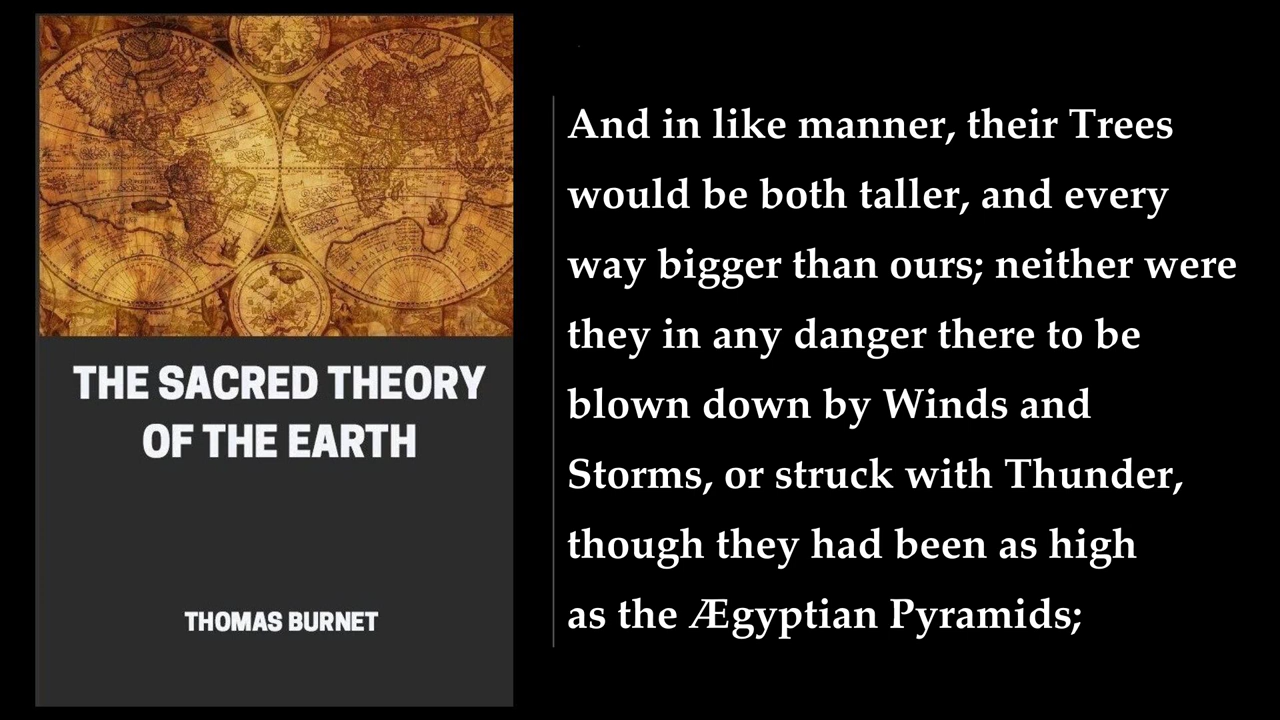 THE SACRED THEORY
OF THE EARTH
THOMAS BURNET
And in like manner, their Trees
would be both taller, and every
way bigger than ours; neither were
they in any danger there to be
blown down by Winds and
Storms, or struck with Thunder,
though they had been as high
as the Ægyptian Pyramids;